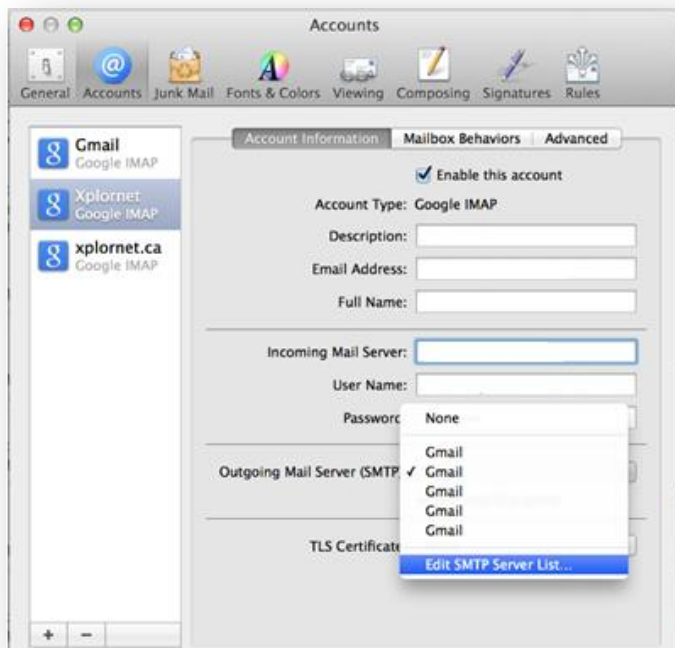 Accounts
General Accounts Junk Mail Fonts & Colors Viewing Composing Signatures Rules
Gmail
Google IMAP
Xplornet
Google IMAP
xplornet.ca
Google IMAP
Account Information Mailbox Behaviors Advanced
Enable this account
Account Type: Google IMAP
Description:
Email Address:
Full Name:
Incoming Mail Server:
User Name:
Password
None
Gmail
Outgoing Mail Server (SMTP ✓ Gmail
Gmail
Gmail
Gmail
TLS Certificate
Edit SMTP Server List...
+ −